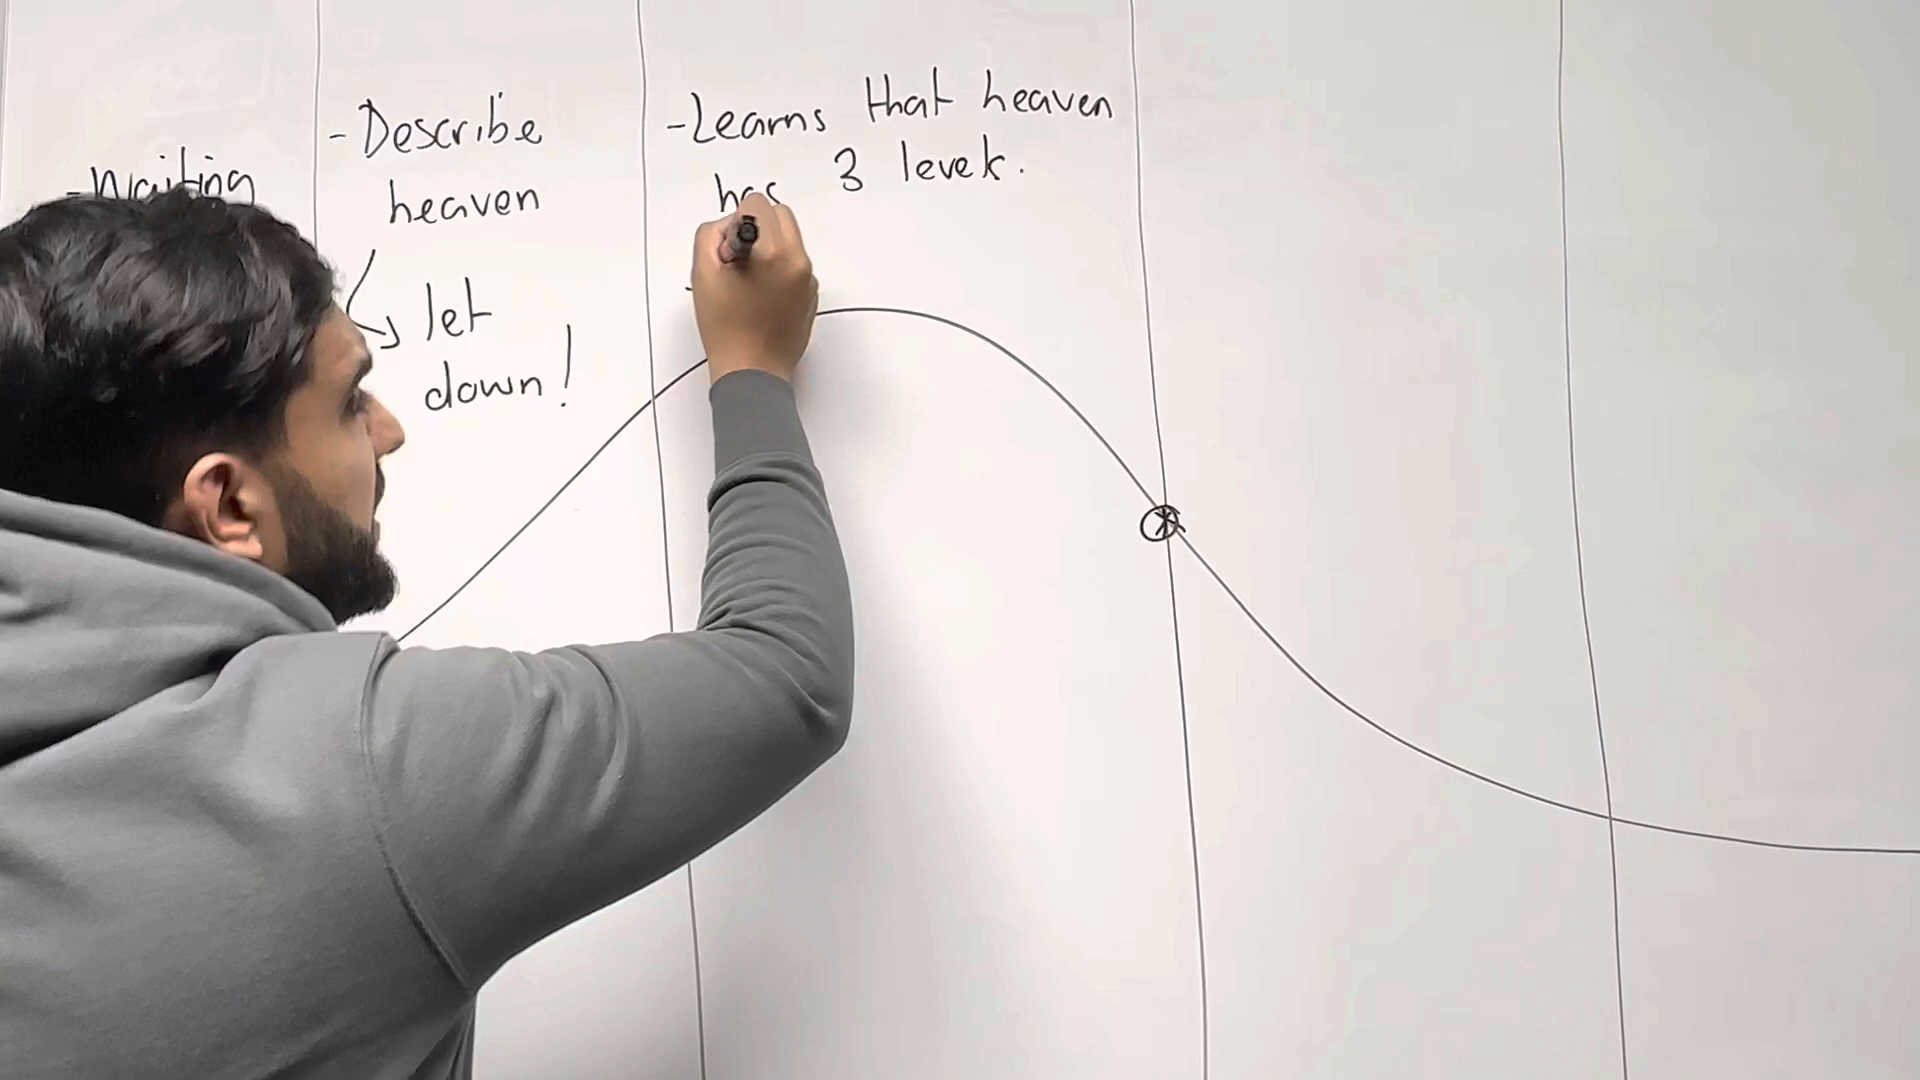 - Waiting
- Describe
heaven
let
down!
- Learns that heaven
has 3 levels.
-